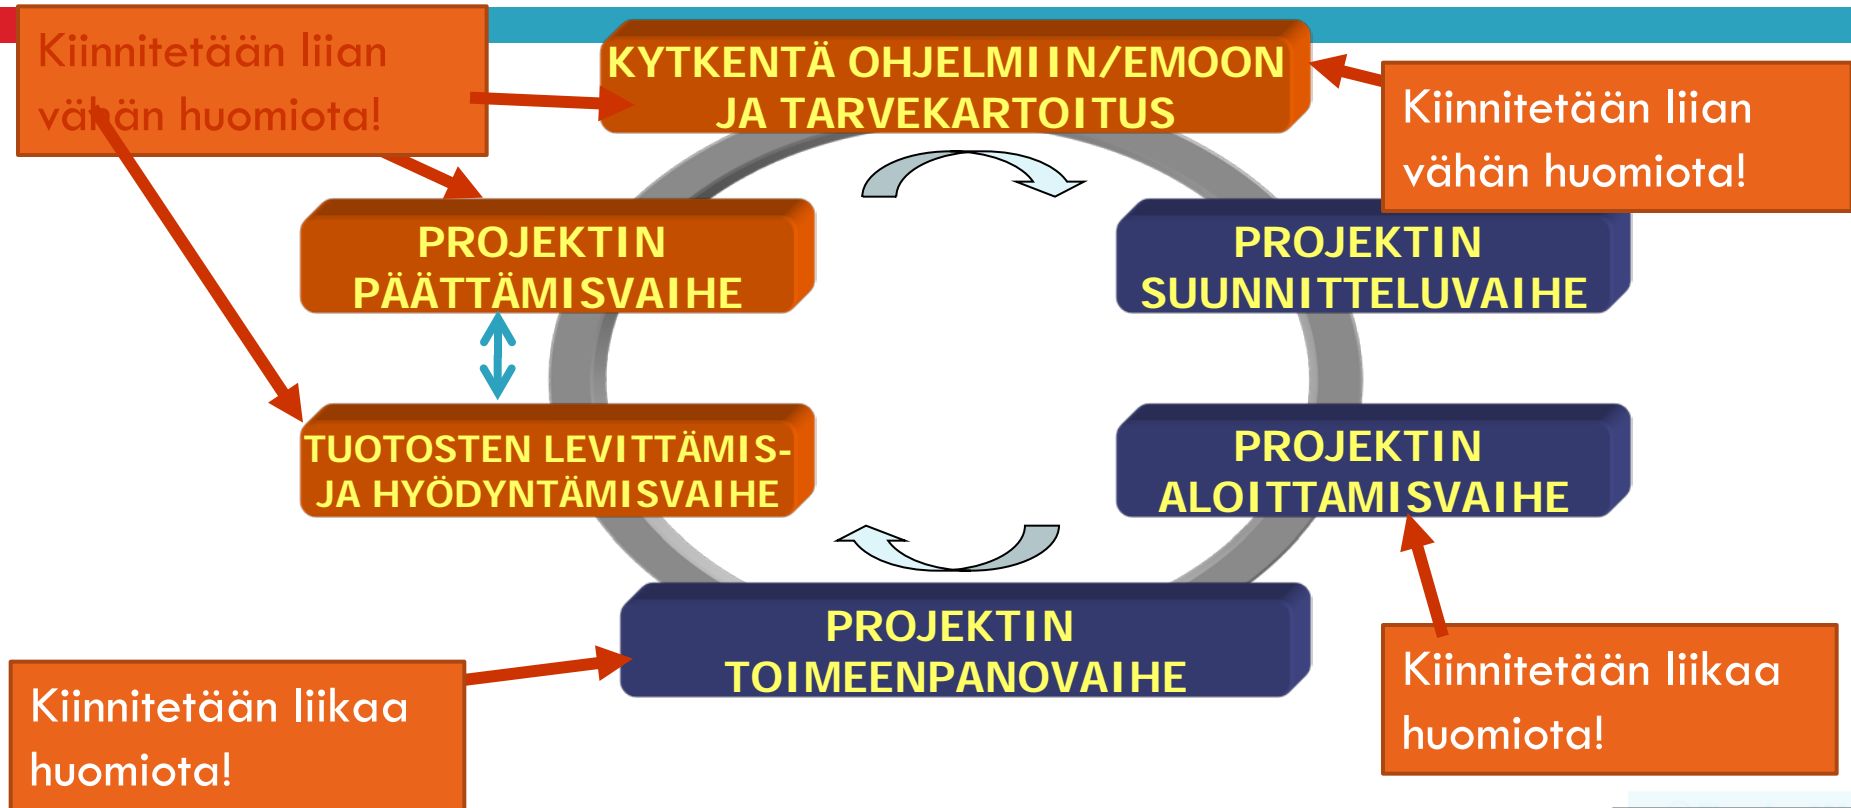 Kiinnitetään liian
vähän huomiota!
KYTKENTÄ OHJELMIIN/EMOON
JA TARVEKARTOITUS
Kiinnitetään liian
vähän huomiota!
PROJEKTIN
PÄÄTTÄMISVAIHE
PROJEKTIN
SUUNNITTELUVAIHE
TUOTOSTEN LEVITTÄMIS-
JA HYÖDYNTÄMISVAIHE
PROJEKTIN
ALOITTAMISVAIHE
PROJEKTIN
TOIMEENPANOVAIHE
Kiinnitetään liikaa
huomiota!
Kiinnitetään liikaa
huomiota!